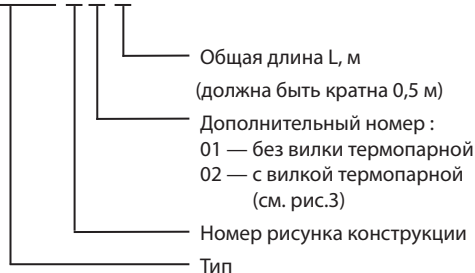 Общая длина L, м
(должна быть кратна 0,5 м)
Дополнительный номер :
01 — без вилки термопарной
02 — с вилкой термопарной
(см. рис.3)
Номер рисунка конструкции
Тип